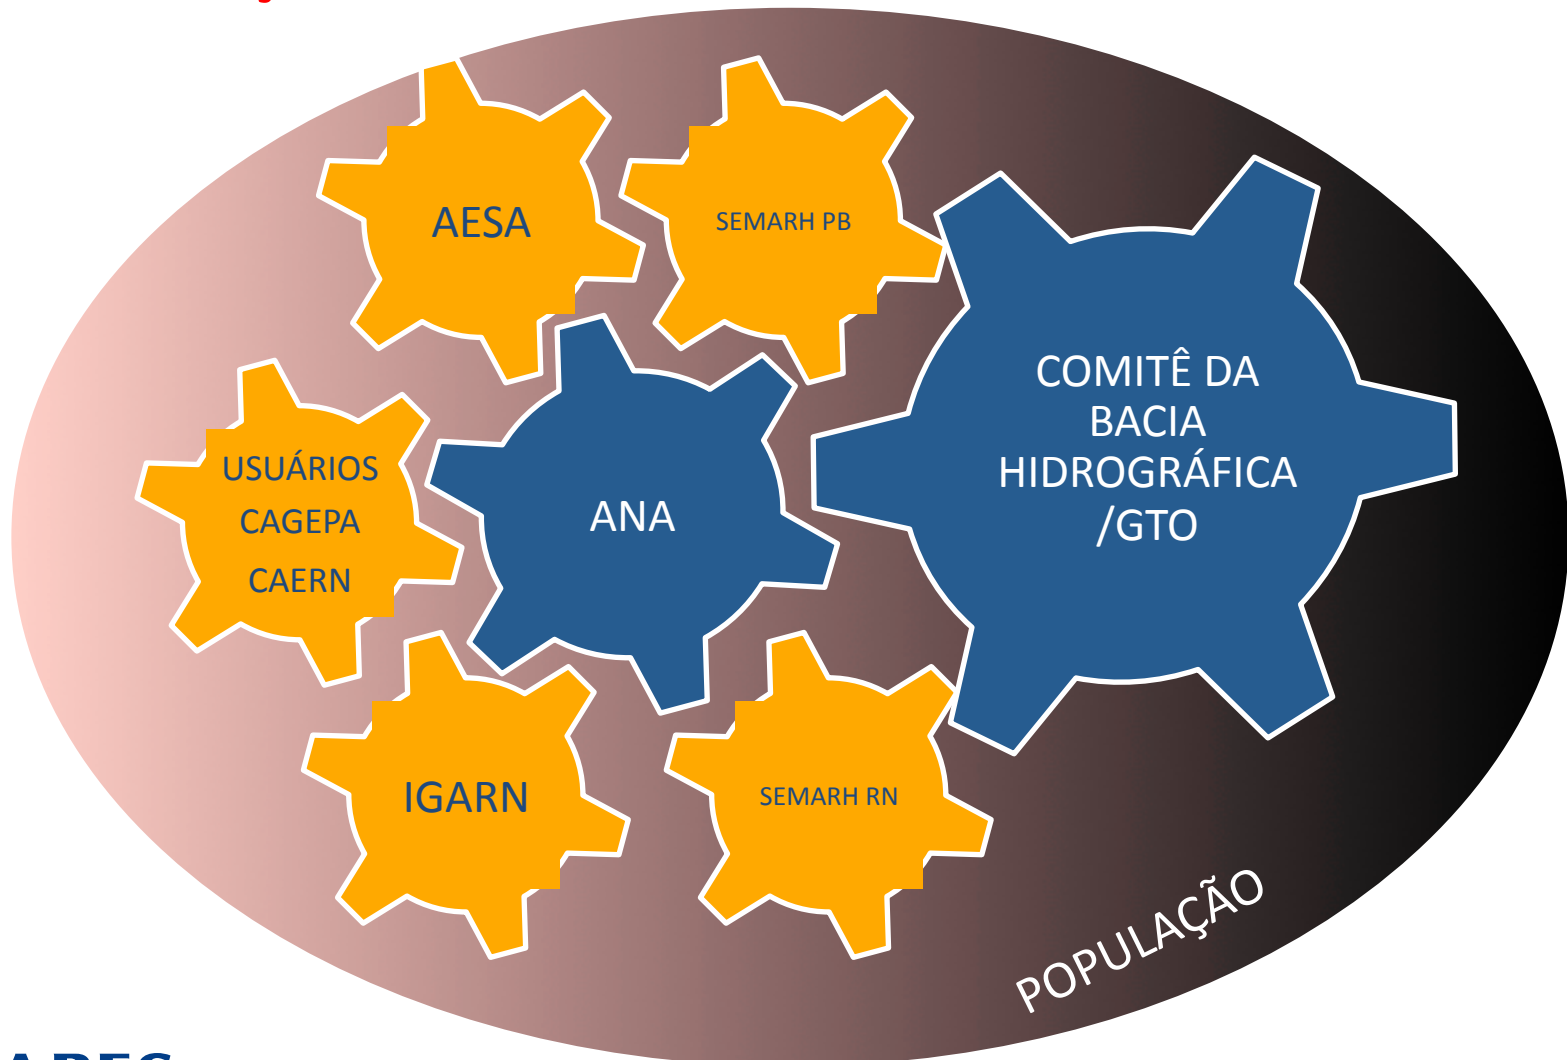 AESA
SEMARH PB
COMITÊ DA
BACIA
HIDROGRÁFICA
/GTO
USUÁRIOS
CAGEPA
CAERN
ANA
IGARN
SEMARH RN
POPULAÇÃO